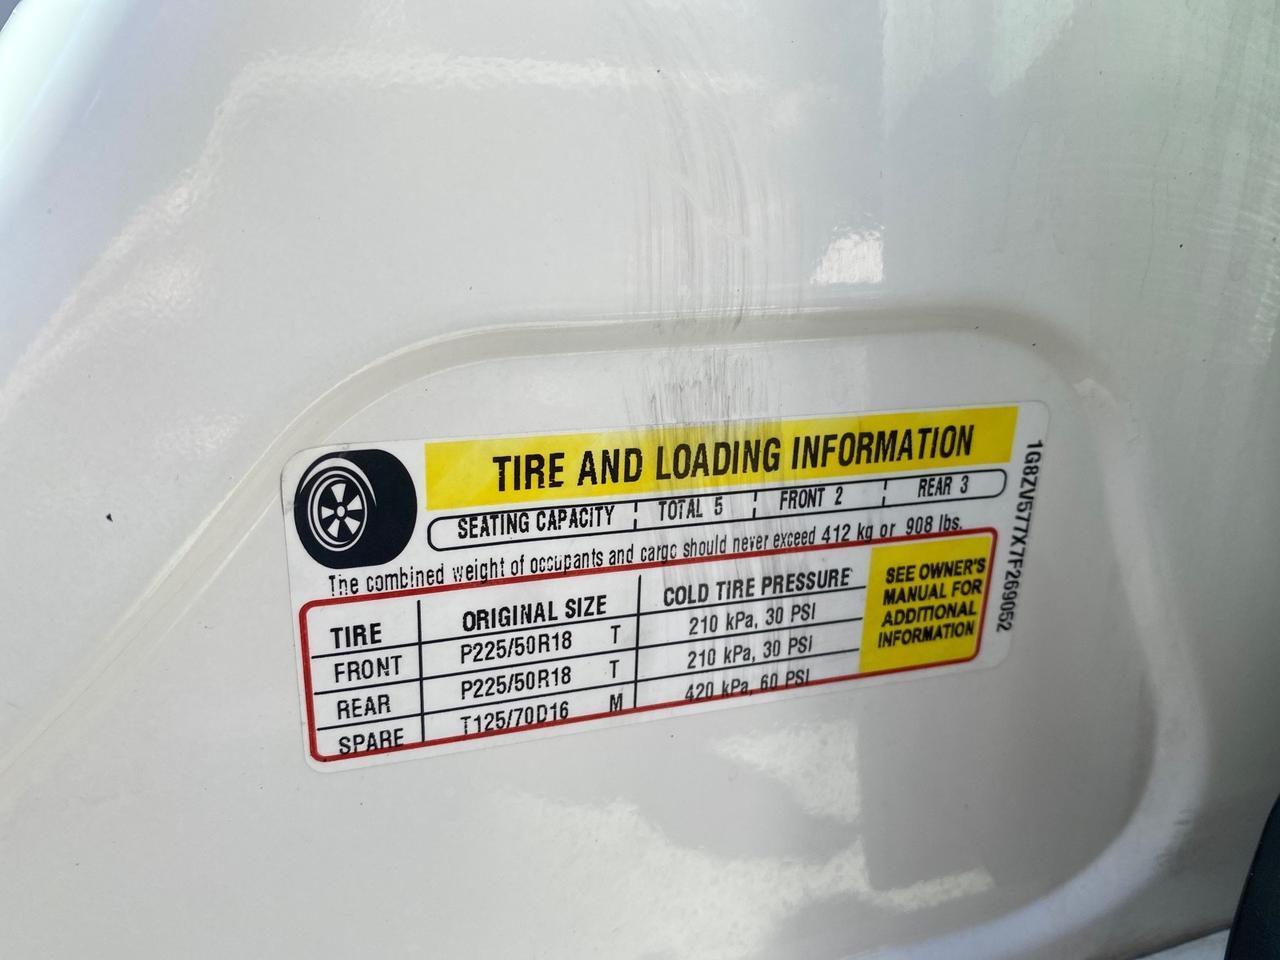 TIRE AND LOADING INFORMATION
SEATING CAPACITY TOTAL 5 FRONT 2 REAR 3
The combined weight of occupants and cargo should never exceed 412 kg or 908 lbs.
TIRE ORIGINAL SIZE COLD TIRE PRESSURE
FRONT P225/50R18 T 210 kPa, 30 PSI
REAR P225/50R18 T 210 kPa, 30 PSI
SPARE T125/70D16 M 420 kPa, 60 PSI
SEE OWNER'S
MANUAL FOR
ADDITIONAL
INFORMATION
1G8ZV577X7F269052